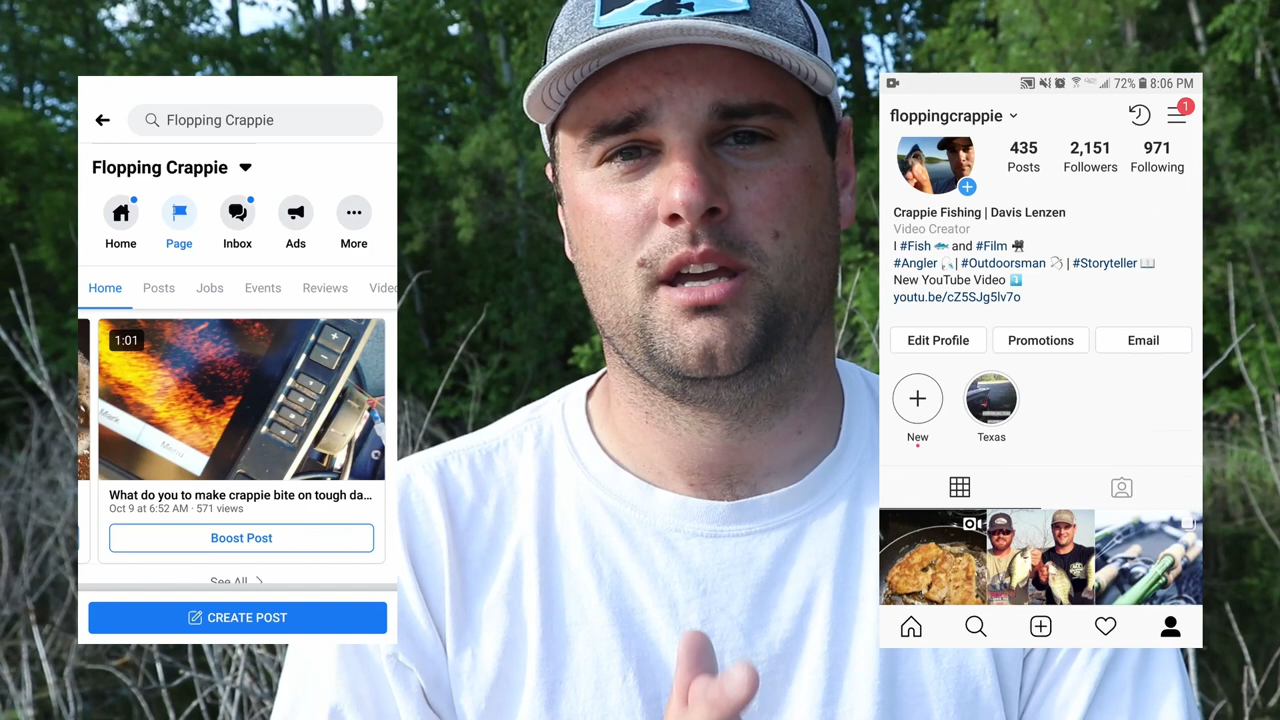 Flopping Crappie
Flopping Crappie
Home
Page
Inbox
Ads
More
Home
Posts
Jobs
Events
Reviews
1:01
Mark
Menu
What do you to make crappie bite on tough da...
Oct 9 at 6:52 AM · 571 views
Boost Post
See All
CREATE POST
72% 8:06 PM
floppingcrappie
1
435
2,151
971
Posts
Followers
Following
Crappie Fishing | Davis Lenzen
Video Creator
I #Fish 🐟 and #Film 🎥
#Angler 🎣 | #Outdoorsman 🏹 | #Storyteller 📖
New YouTube Video ⬇️
youtu.be/cZ5SJg5lv7o
Edit Profile
Promotions
Email
New
Texas